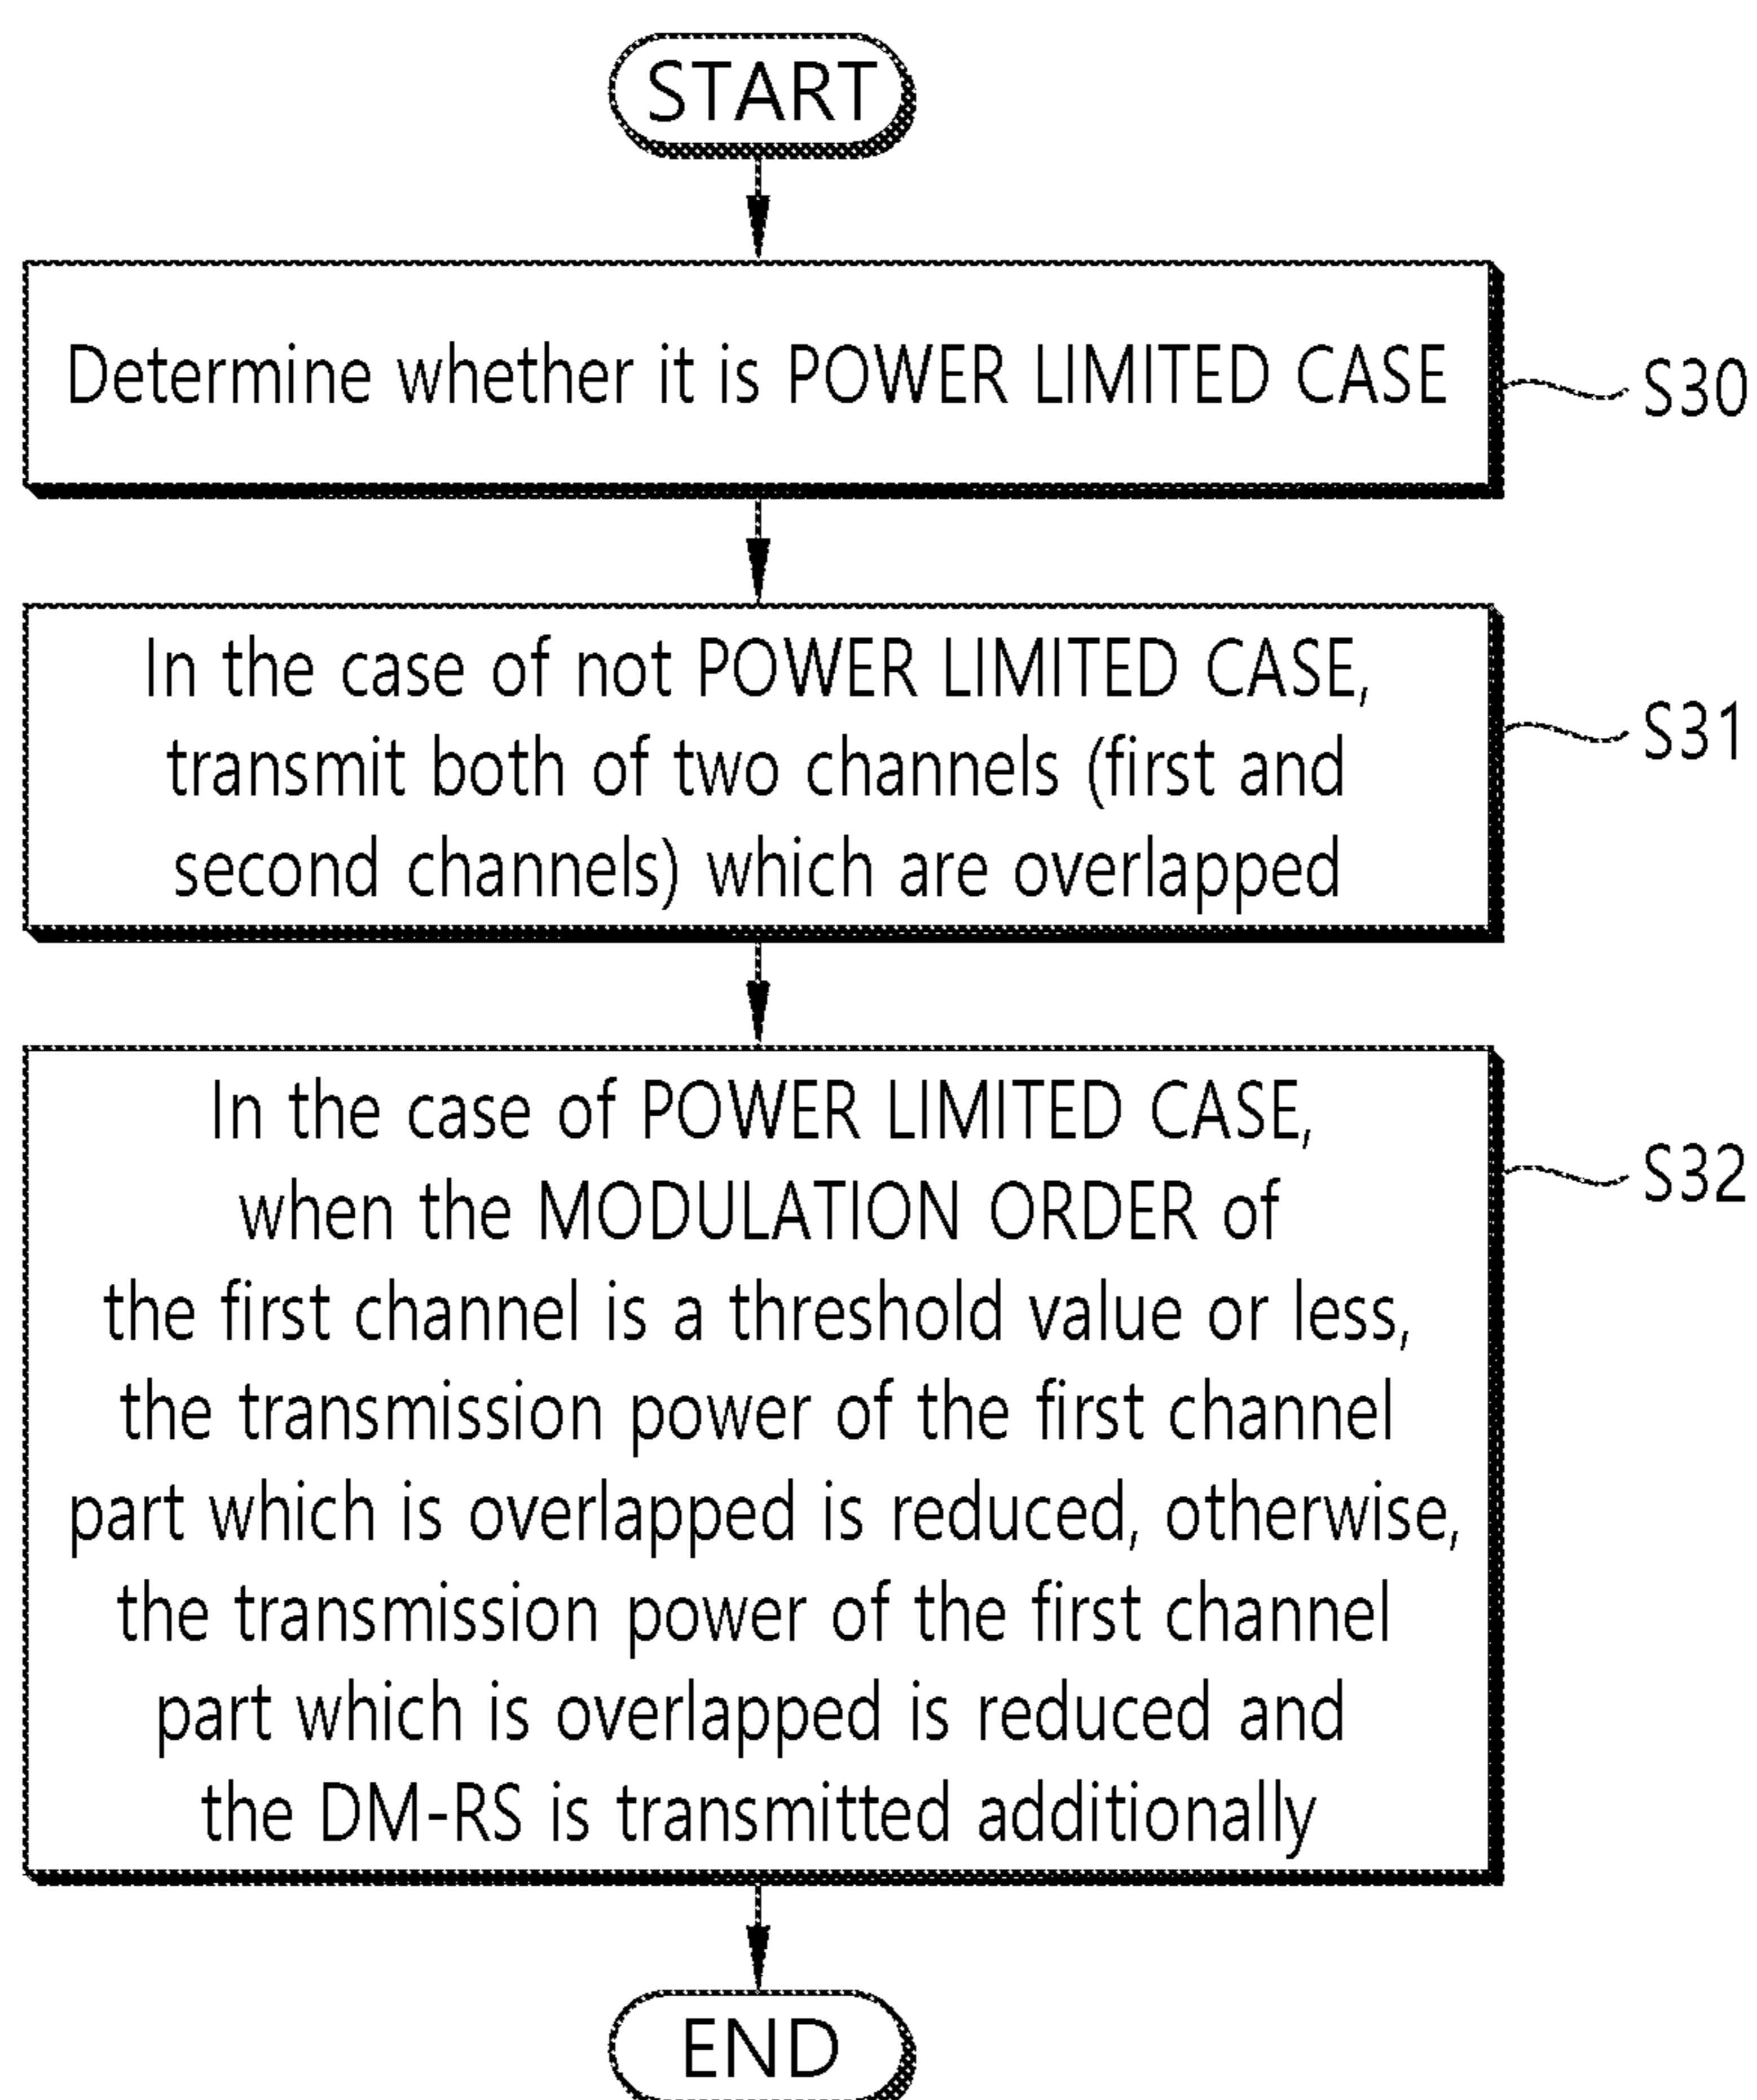 START
Determine whether it is POWER LIMITED CASE
S30
In the case of not POWER LIMITED CASE,
transmit both of two channels (first and
second channels) which are overlapped
S31
In the case of POWER LIMITED CASE,
when the MODULATION ORDER of
the first channel is a threshold value or less,
the transmission power of the first channel
part which is overlapped is reduced, otherwise,
the transmission power of the first channel
part which is overlapped is reduced and
the DM-RS is transmitted additionally
S32
END